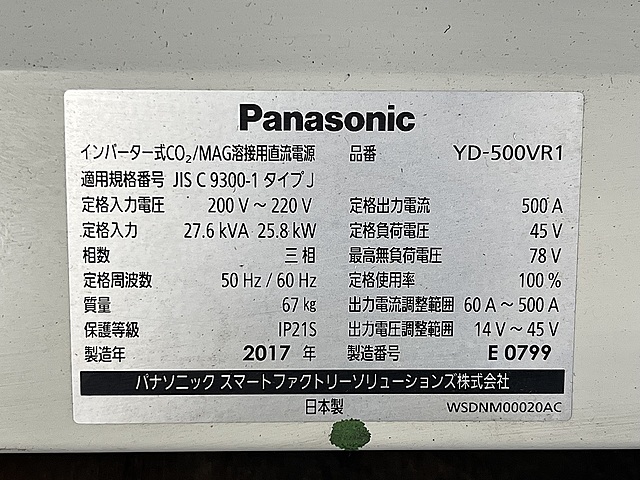 Panasonic
インバーター式CO₂/MAG溶接用直流電源 品番 YD-500VR1
適用規格番号 JIS C 9300-1 タイプJ
定格入力電圧 200 V～220 V 定格出力電流 500 A
定格入力 27.6 kVA 25.8 kW 定格負荷電圧 45 V
相数 三相 最高無負荷電圧 78 V
定格周波数 50 Hz / 60 Hz 定格使用率 100 %
質量 67 kg 出力電流調整範囲 60 A～500 A
保護等級 IP21S 出力電圧調整範囲 14 V～45 V
製造年 2017 年 製造番号 E 0799
パナソニック スマートファクトリーソリューションズ株式会社
日本製 WSDNM00020AC